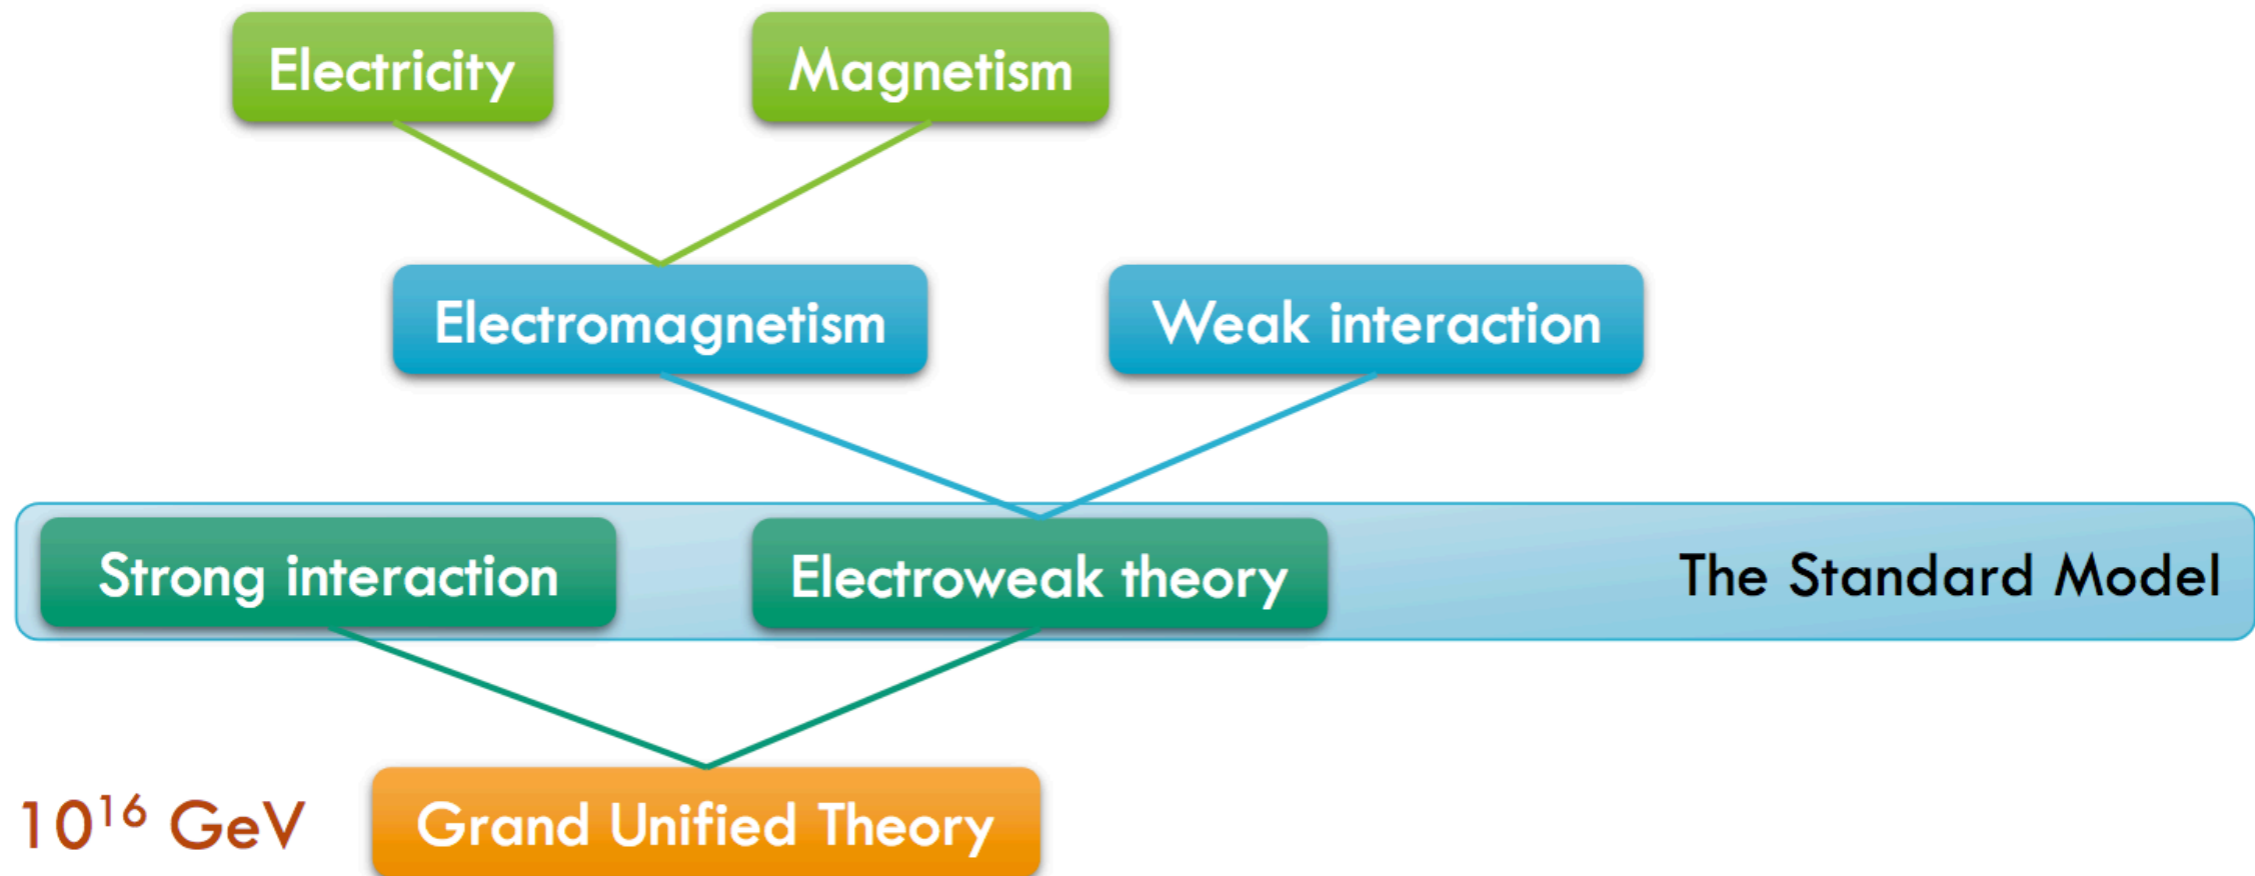 Electricity
Magnetism
Electromagnetism
Weak interaction
Strong interaction
Electroweak theory
The Standard Model
10¹⁶ GeV
Grand Unified Theory